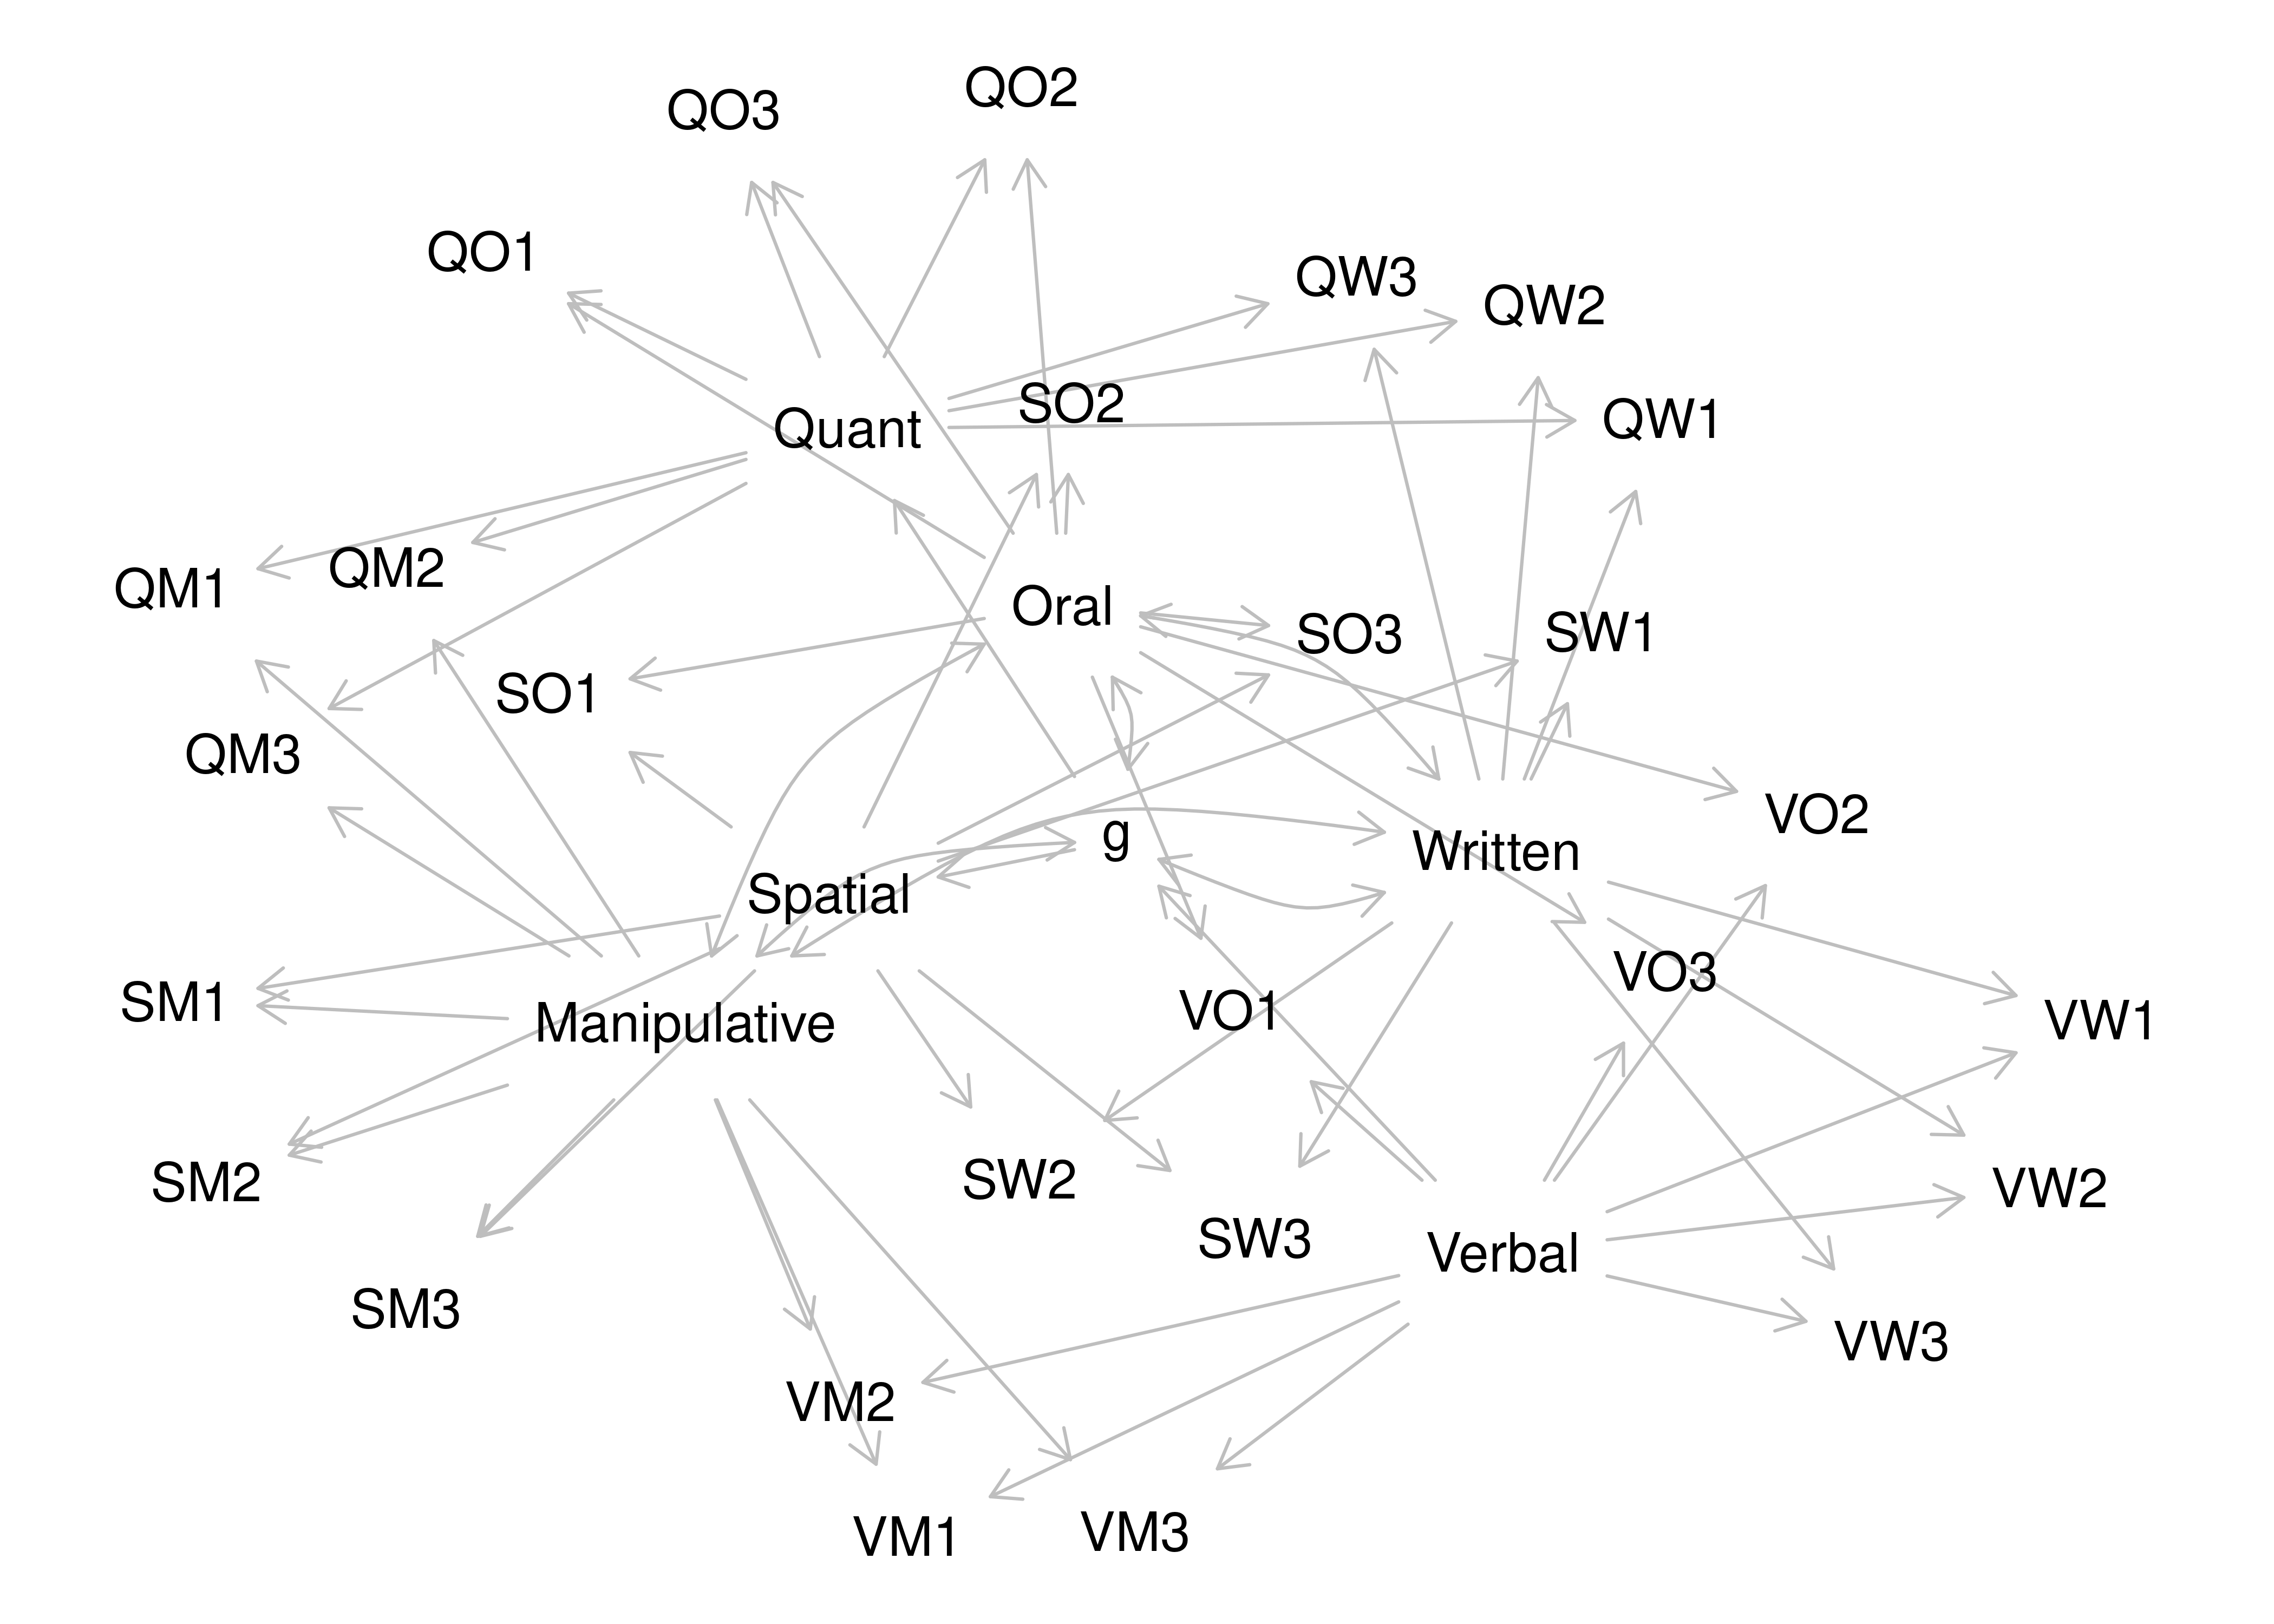 QO2
QO3
QO1
QW3
QW2
SO2
QW1
Quant
QM2
QM1
Oral
SO3
SW1
SO1
QM3
VO2
g
Written
Spatial
VO3
SM1
VO1
VW1
Manipulative
SW2
SM2
VW2
SW3
Verbal
SM3
VW3
VM2
VM3
VM1